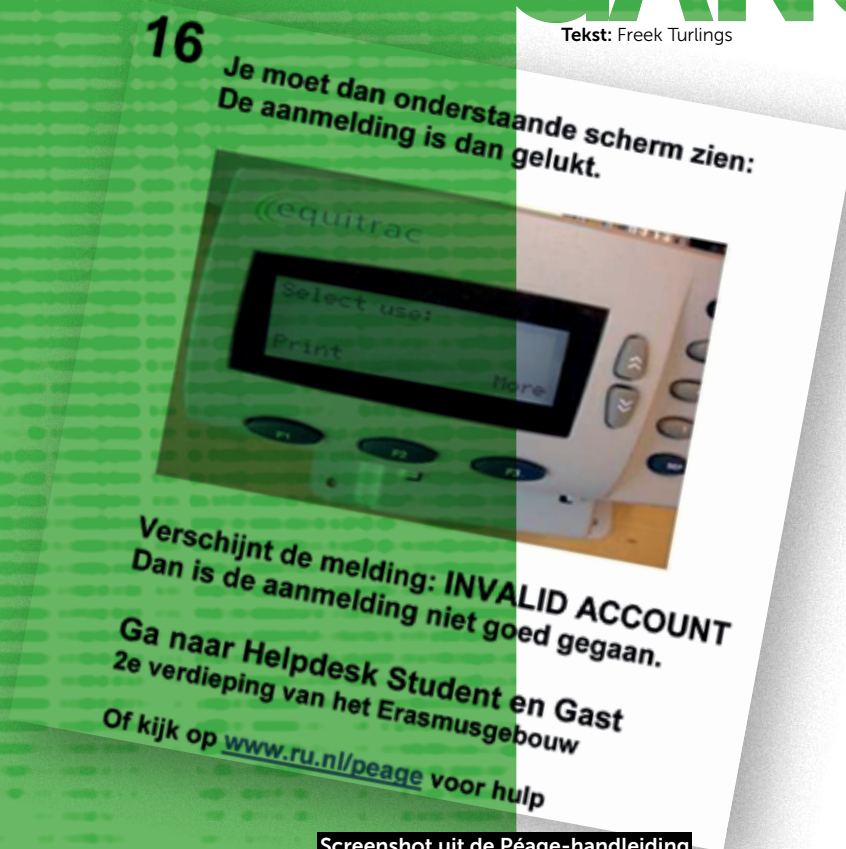 Tekst: Freek Turlings
16
Je moet dan onderstaande scherm zien:
De aanmelding is dan gelukt.
equitrac
Select use:
Print
More
F1
F2
F3
Verschijnt de melding: INVALID ACCOUNT
Dan is de aanmelding niet goed gegaan.
Ga naar Helpdesk Student en Gast
2e verdieping van het Erasmusgebouw
Of kijk op www.ru.nl/peage voor hulp
Screenshot uit de Péage-handleiding